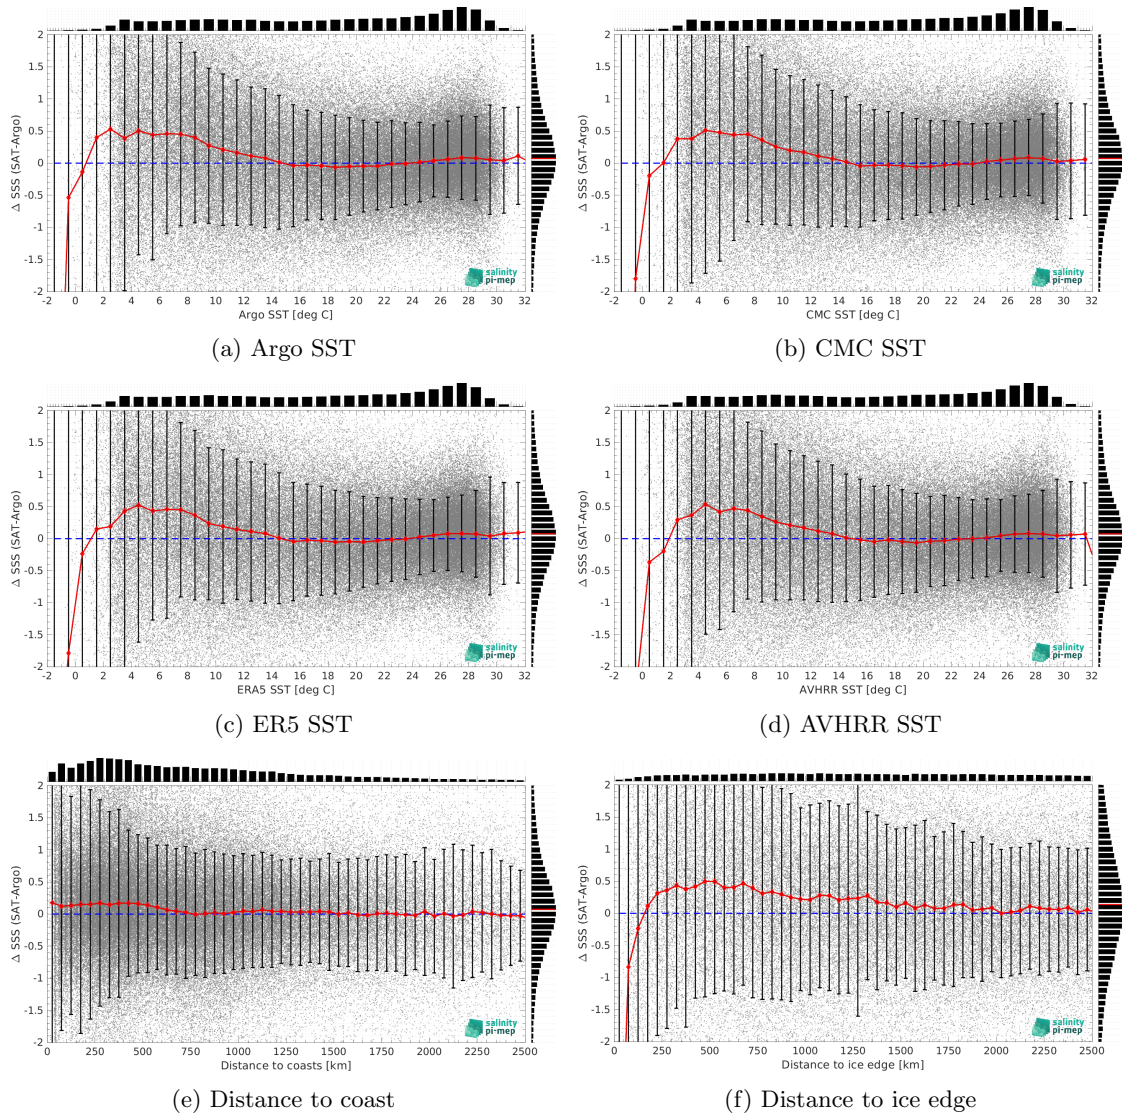 2
1.5
1
0.5
0
-0.5
-1
-1.5
-2
Δ SSS (SAT-Argo)
-2 0 2 4 6 8 10 12 14 16 18 20 22 24 26 28 30 32
Argo SST [deg C]
salinity
pi-mep
(a) Argo SST
2
1.5
1
0.5
0
-0.5
-1
-1.5
-2
Δ SSS (SAT-Argo)
-2 0 2 4 6 8 10 12 14 16 18 20 22 24 26 28 30 32
CMC SST [deg C]
salinity
pi-mep
(b) CMC SST
2
1.5
1
0.5
0
-0.5
-1
-1.5
-2
Δ SSS (SAT-Argo)
-2 0 2 4 6 8 10 12 14 16 18 20 22 24 26 28 30 32
ERA5 SST [deg C]
salinity
pi-mep
(c) ER5 SST
2
1.5
1
0.5
0
-0.5
-1
-1.5
-2
Δ SSS (SAT-Argo)
-2 0 2 4 6 8 10 12 14 16 18 20 22 24 26 28 30 32
AVHRR SST [deg C]
salinity
pi-mep
(d) AVHRR SST
2
1.5
1
0.5
0
-0.5
-1
-1.5
-2
Δ SSS (SAT-Argo)
0 250 500 750 1000 1250 1500 1750 2000 2250 2500
Distance to coasts [km]
salinity
pi-mep
(e) Distance to coast
2
1.5
1
0.5
0
-0.5
-1
-1.5
-2
Δ SSS (SAT-Argo)
0 250 500 750 1000 1250 1500 1750 2000 2250 2500
Distance to ice edge [km]
salinity
pi-mep
(f) Distance to ice edge